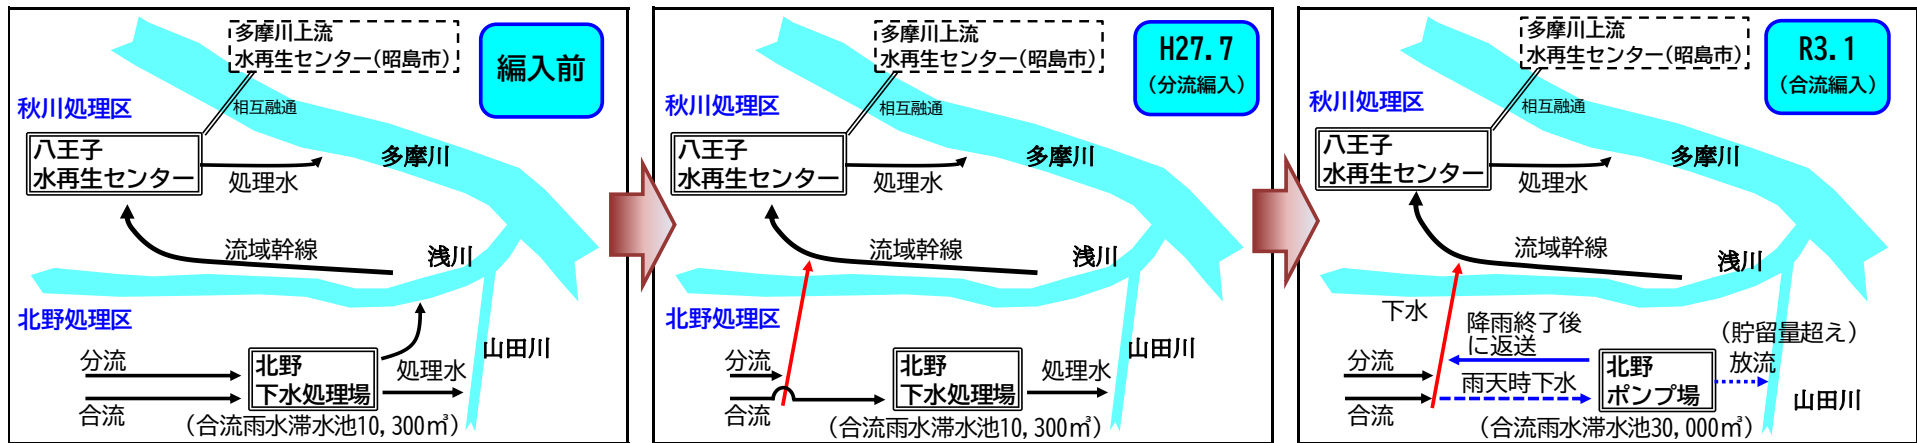 多摩川上流
水再生センター(昭島市)
編入前
秋川処理区
相互融通
八王子
水再生センター
処理水
多摩川
流域幹線
浅川
北野処理区
分流
合流
北野
下水処理場
処理水
山田川
(合流雨水滞水池10,300㎥)
多摩川上流
水再生センター(昭島市)
H27.7
(分流編入)
秋川処理区
相互融通
八王子
水再生センター
処理水
多摩川
流域幹線
浅川
北野処理区
分流
合流
北野
下水処理場
処理水
山田川
(合流雨水滞水池10,300㎥)
多摩川上流
水再生センター(昭島市)
R3.1
(合流編入)
秋川処理区
相互融通
八王子
水再生センター
処理水
多摩川
流域幹線
浅川
下水
降雨終了後
に返送
(貯留量超え)
放流
分流
雨天時下水
合流
北野
ポンプ場
山田川
(合流雨水滞水池30,000㎥)